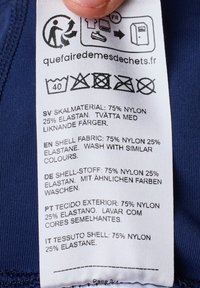 FR
quefairedemesdechets.fr
40
SV SKALMATERIAL: 75% NYLON
25% ELASTAN. TVÄTTA MED
LIKNANDE FÄRGER.
EN SHELL FABRIC: 75% NYLON 25%
ELASTANE. WASH WITH SIMILAR
COLOURS.
DE SHELL-STOFF: 75% NYLON 25%
ELASTAN. MIT ÄHNLICHEN FARBEN
WASCHEN.
PT TECIDO EXTERIOR: 75% NYLON
25% ELASTANO. LAVAR COM
CORES SEMELHANTES.
IT TESSUTO SHELL: 75% NYLON
25% ELASTANE.